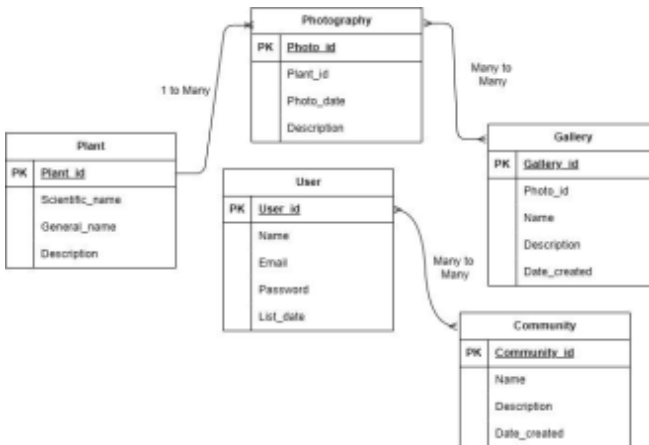 Photography
PK Photo_id
Plant_id
Photo_date
Description
1 to Many
Many to
Many
Plant
PK Plant_id
Scientific_name
General_name
Description
User
PK User_id
Name
Email
Password
List_date
Many to
Many
Gallery
PK Gallery_id
Photo_id
Name
Description
Date_created
Community
PK Community_id
Name
Description
Date_created